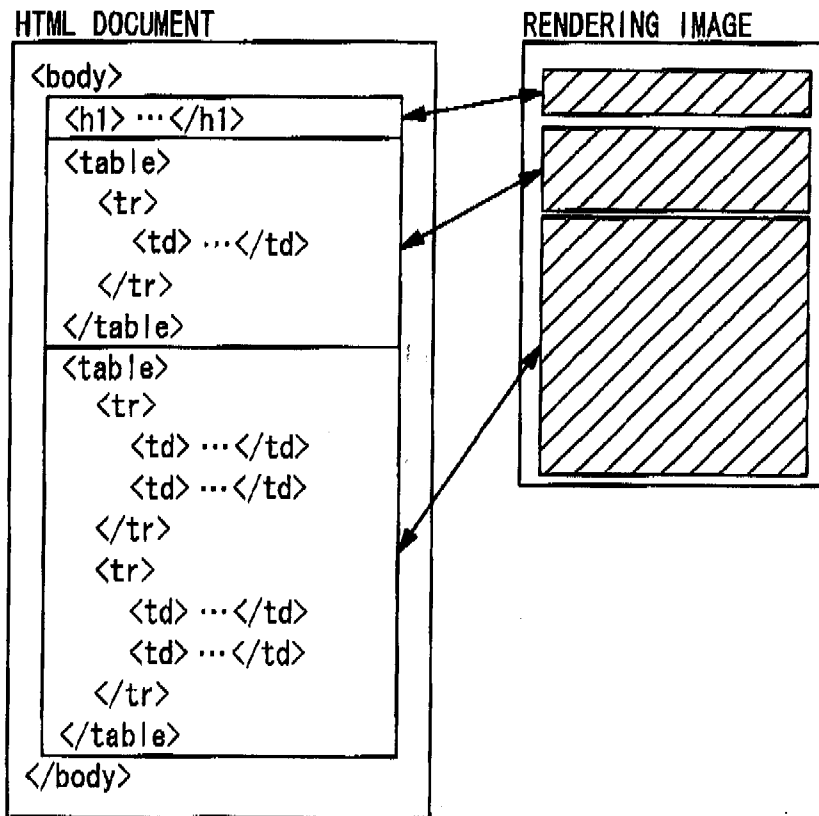 HTML DOCUMENT
<body>
<h1>…</h1>
<table>
<tr>
<td>…</td>
</tr>
</table>
<table>
<tr>
<td>…</td>
<td>…</td>
</tr>
<tr>
<td>…</td>
<td>…</td>
</tr>
</table>
</body>
RENDERING IMAGE